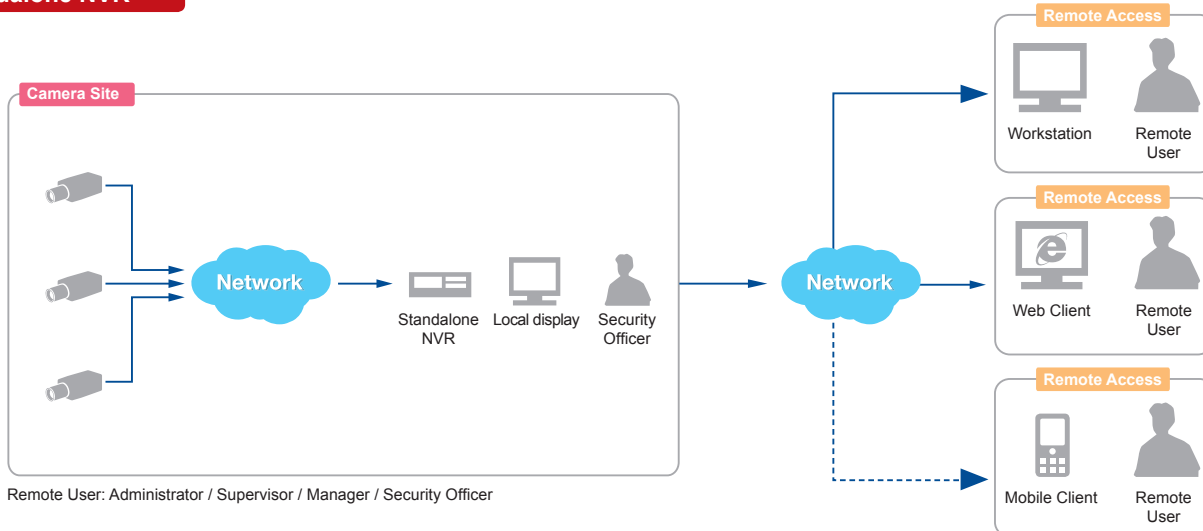 NVR
Remote Access
Camera Site
Workstation
Remote
User
Remote Access
Network
Network
Standalone
NVR
Local display
Security
Officer
Web Client
Remote
User
Remote Access
Mobile Client
Remote
User
Remote User: Administrator / Supervisor / Manager / Security Officer